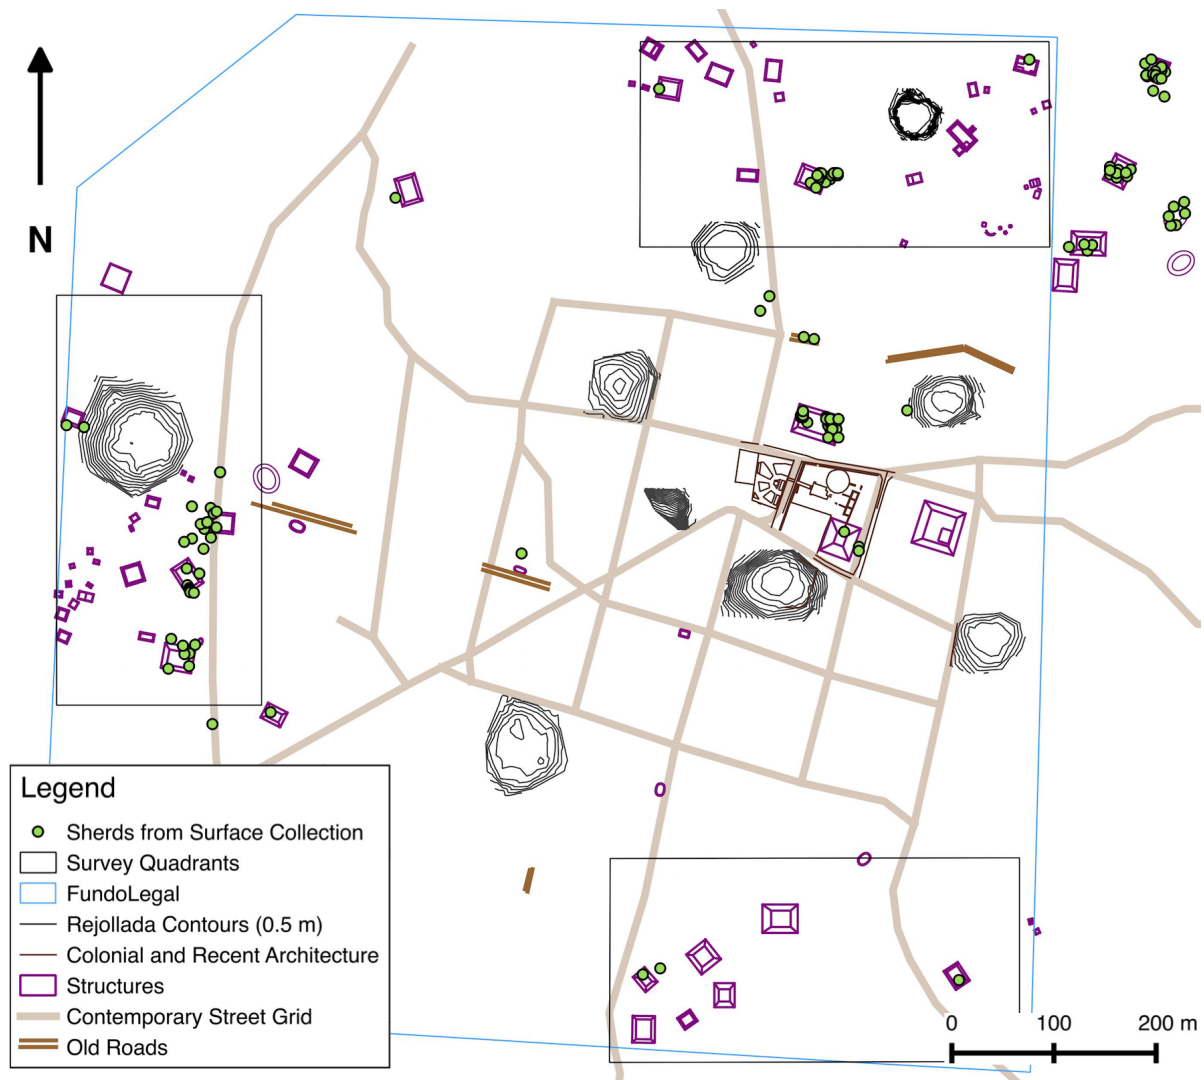 N
Legend
Sherds from Surface Collection
Survey Quadrants
FundoLegal
Rejollada Contours (0.5 m)
Colonial and Recent Architecture
Structures
Contemporary Street Grid
Old Roads
0 100 200 m